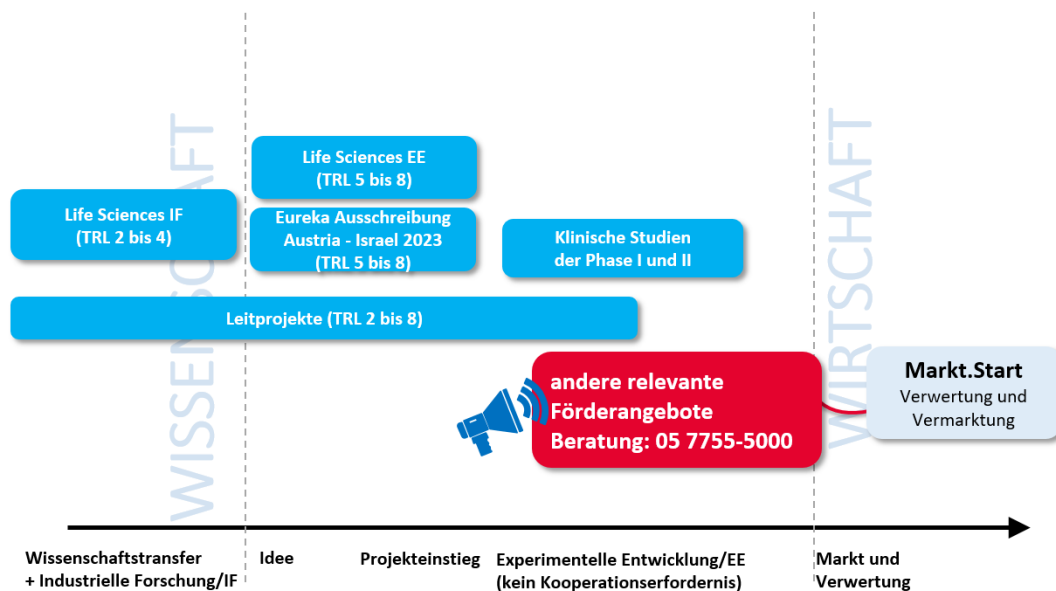 WISSENSCHAFT
WIRTSCHAFT
Life Sciences EE
(TRL 5 bis 8)
Life Sciences IF
(TRL 2 bis 4)
Eureka Ausschreibung
Austria - Israel 2023
(TRL 5 bis 8)
Klinische Studien
der Phase I und II
Leitprojekte (TRL 2 bis 8)
andere relevante
Förderangebote
Beratung: 05 7755-5000
Markt.Start
Verwertung und
Vermarktung
Wissenschaftstransfer
+ Industrielle Forschung/IF
Idee
Projekteinstieg
Experimentelle Entwicklung/EE
(kein Kooperationserfordernis)
Markt und
Verwertung